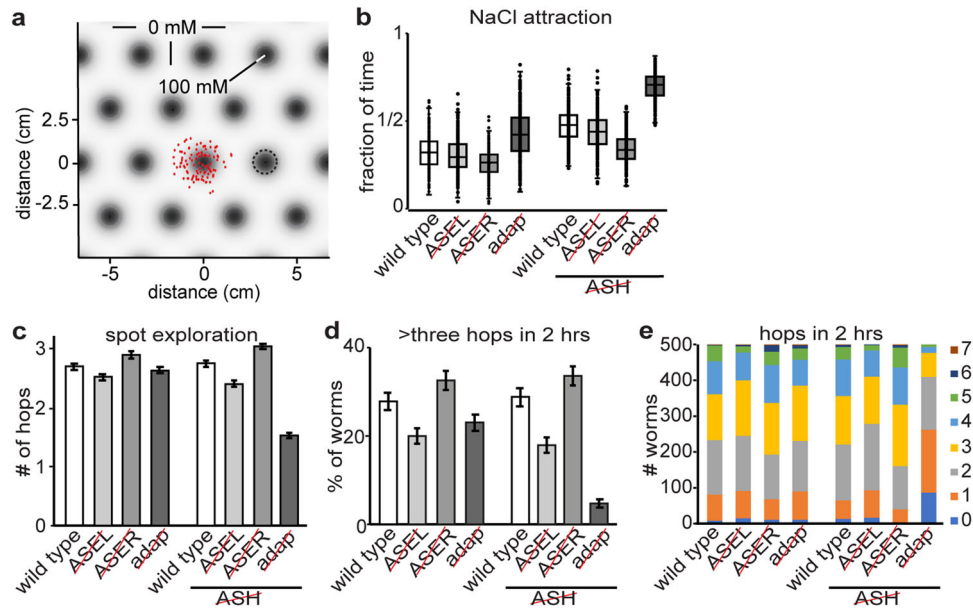 a
0 mM
100 mM
distance (cm)
2.5
0
-2.5
-5
0
5
distance (cm)
b
NaCl attraction
fraction of time
1
1/2
0
wild type
ASEL
ASER
adap
wild type
ASEL
ASER
adap
ASH
c
spot exploration
# of hops
3
2
1
0
wild type
ASEL
ASER
adap
wild type
ASEL
ASER
adap
ASH
d
>three hops in 2 hrs
% of worms
40
20
0
wild type
ASEL
ASER
adap
wild type
ASEL
ASER
adap
ASH
e
hops in 2 hrs
# worms
500
400
300
200
100
0
wild type
ASEL
ASER
adap
wild type
ASEL
ASER
adap
ASH
7
6
5
4
3
2
1
0